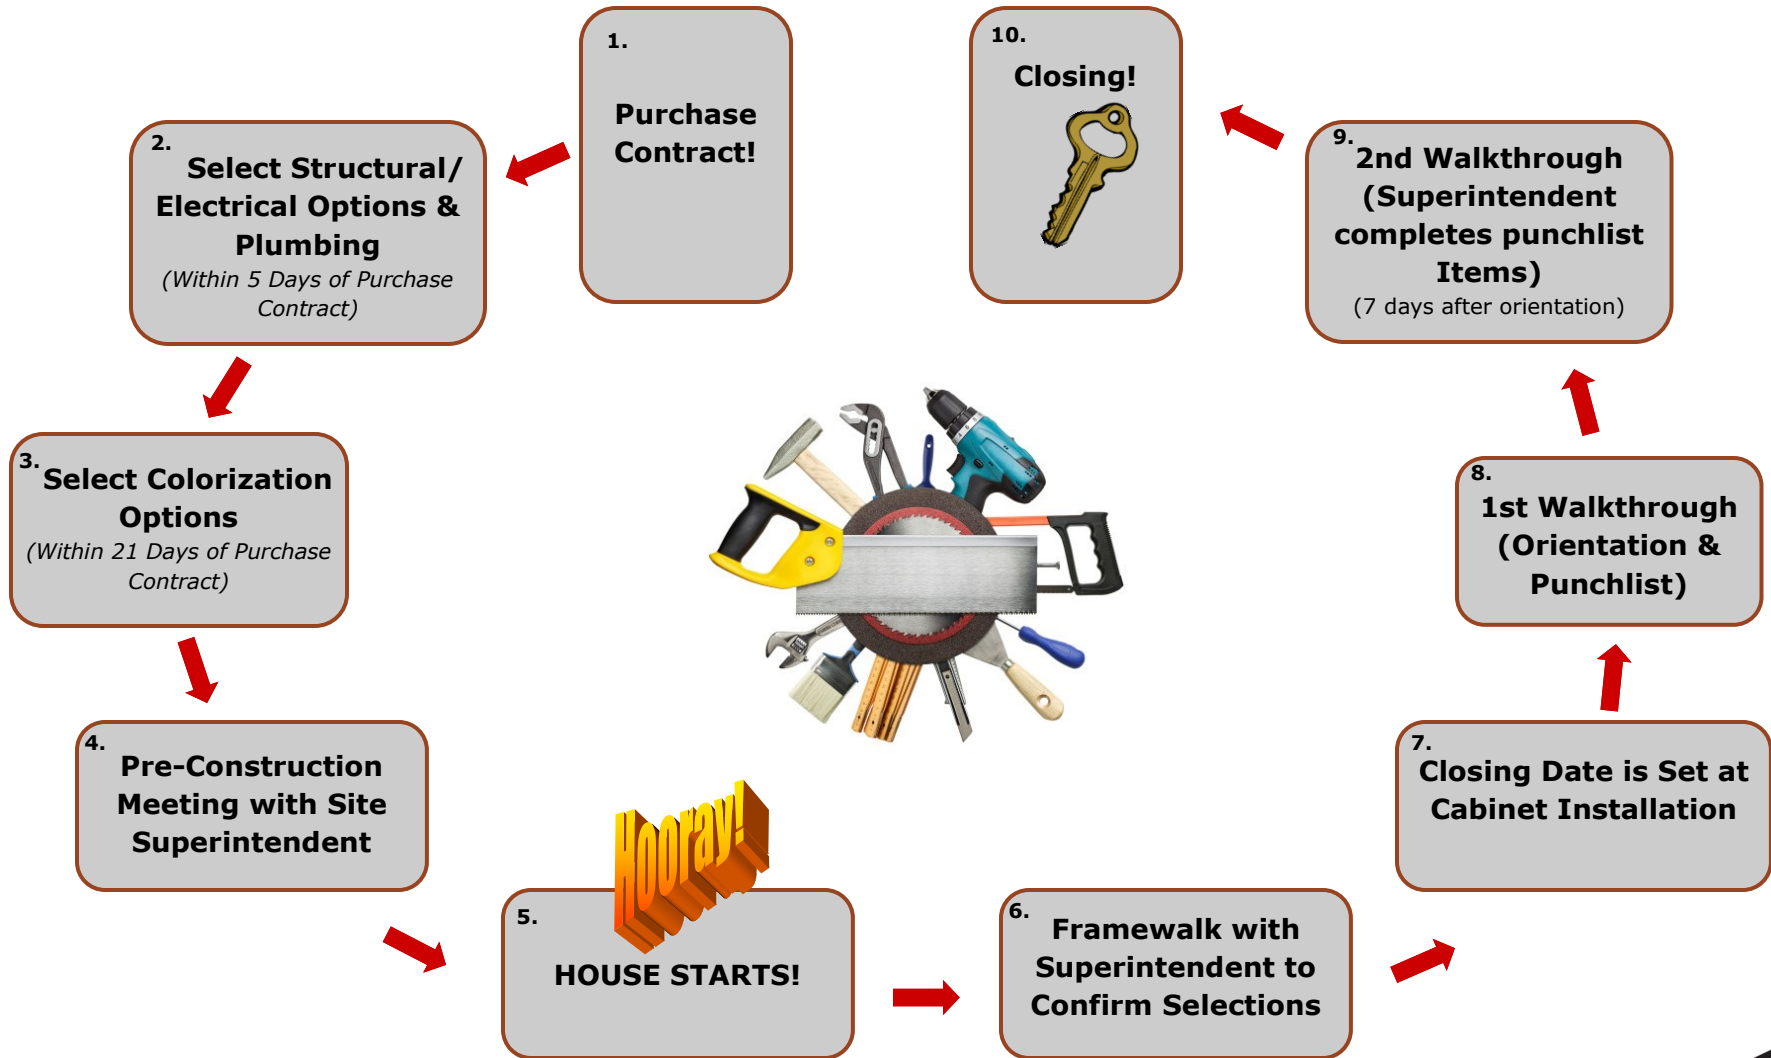 1.
Purchase
Contract!
2.
Select Structural/
Electrical Options &
Plumbing
(Within 5 Days of Purchase
Contract)
3.
Select Colorization
Options
(Within 21 Days of Purchase
Contract)
4.
Pre-Construction
Meeting with Site
Superintendent
Hooray!
5.
HOUSE STARTS!
6.
Framewalk with
Superintendent to
Confirm Selections
7.
Closing Date is Set at
Cabinet Installation
8.
1st Walkthrough
(Orientation &
Punchlist)
9.
2nd Walkthrough
(Superintendent
completes punchlist
Items)
(7 days after orientation)
10.
Closing!